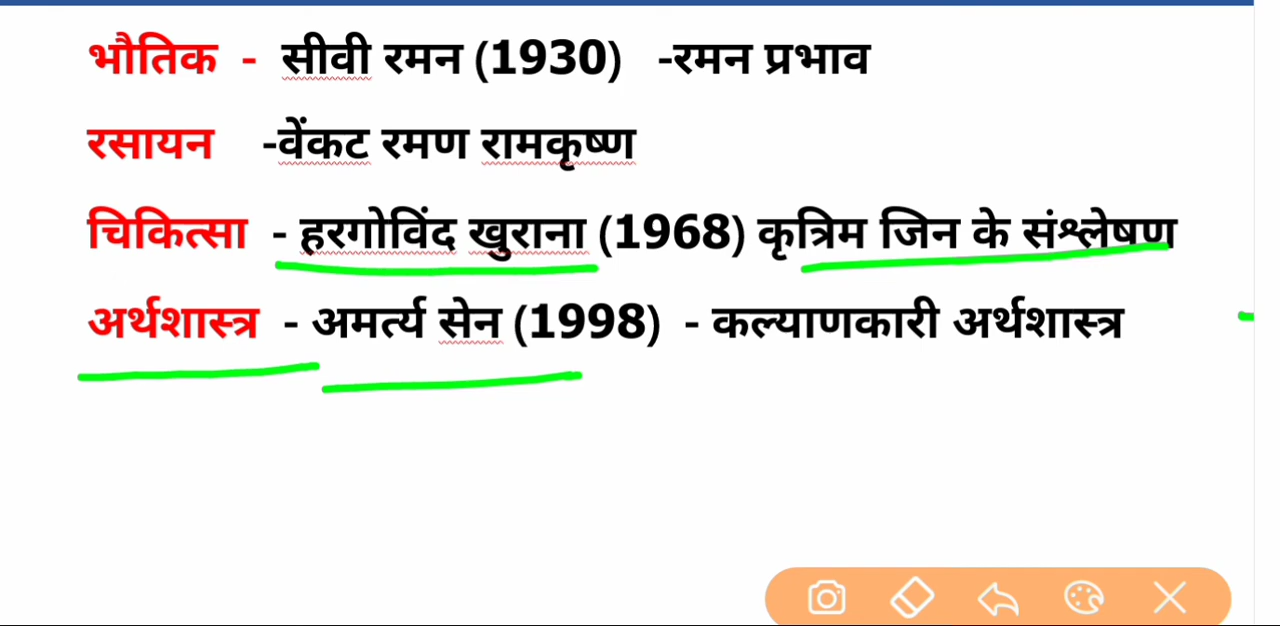 भौतिक - सीवी रमन (1930) -रमन प्रभाव
रसायन -वेंकट रमण रामकृष्ण
चिकित्सा - हरगोविंद खुराना (1968) कृत्रिम जिन के संश्लेषण
अर्थशास्त्र - अमर्त्य सेन (1998) - कल्याणकारी अर्थशास्त्र